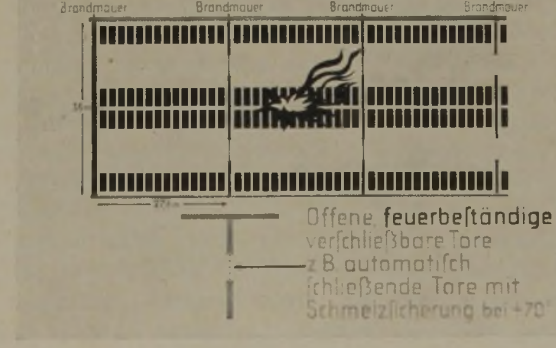 Brandmauer Brandmauer Brandmauer Brandmauer
Offene feuerbeſtändige
verſchließbare Tore
z.B. automatiſch
ſchließende Tore mit
Schmelzſicherung bei +70°